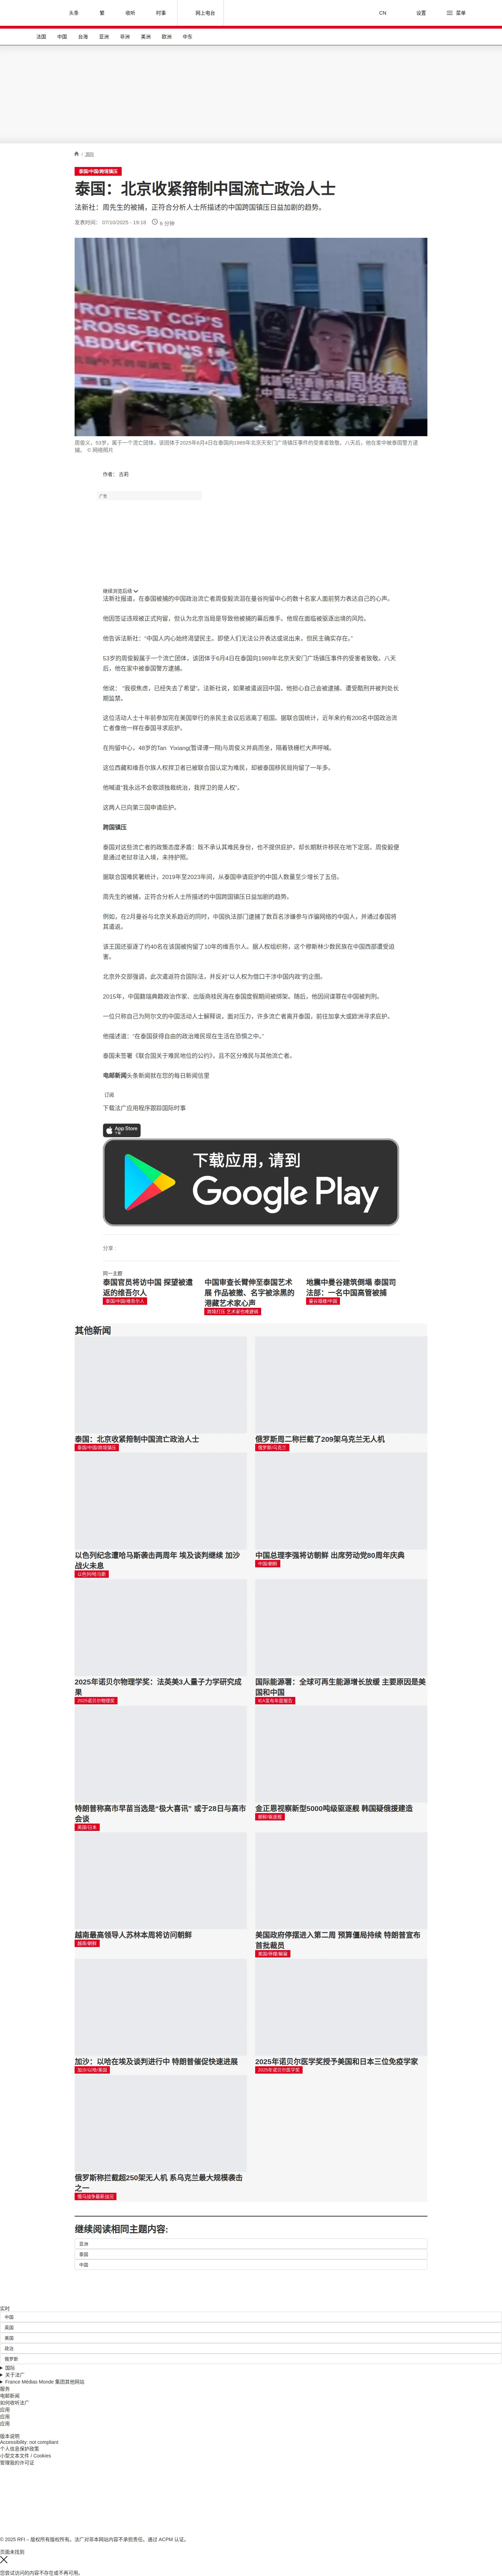 头条
繁
收听
时事
网上电台
CN
设置
菜单
法国
中国
台海
亚洲
非洲
美洲
欧洲
中东
/ 国际
泰国/中国/跨境镇压
泰国：北京收紧箝制中国流亡政治人士
法新社：周先生的被捕，正符合分析人士所描述的中国跨国镇压日益加剧的趋势。
发表时间： 07/10/2025 - 19:18
6 分钟
PROTEST CCP'S
CROSS-BORDER
ABDUCTIONS
周俊義
周俊义，53岁，属于一个流亡团体，该团体于2025年6月4日在泰国向1989年北京天安门广场镇压事件的受害者致敬。八天后，他在家中被泰国警方逮
捕。 © 网络照片
作者： 古莉
广告
继续浏览后续
法新社报道，在泰国被捕的中国政治流亡者周俊毅流泪在曼谷拘留中心的数十名家人面前努力表达自己的心声。
他因签证违规被正式拘留，但认为北京当局是导致他被捕的幕后推手。他现在面临被驱逐出境的风险。
他告诉法新社：“中国人内心始终渴望民主。即使人们无法公开表达或说出来，但民主确实存在。”
53岁的周俊毅属于一个流亡团体，该团体于6月4日在泰国向1989年北京天安门广场镇压事件的受害者致敬。八天
后，他在家中被泰国警方逮捕。
他说： “我很焦虑，已经失去了希望”。法新社说，如果被遣返回中国，他担心自己会被逮捕、遭受酷刑并被判处长
期监禁。
这位活动人士十年前参加完在美国举行的亲民主会议后逃离了祖国。据联合国统计，近年来约有200名中国政治流
亡者像他一样在泰国寻求庇护。
在拘留中心，48岁的Tan Yixiang(暂译谭一翔)与周俊义并肩而坐，隔着铁栅栏大声呼喊。
这位西藏和维吾尔族人权捍卫者已被联合国认定为难民，却被泰国移民局拘留了一年多。
他喊道“我永远不会歌颂独裁统治，我捍卫的是人权”。
这两人已向第三国申请庇护。
跨国镇压
泰国对这些流亡者的政策态度矛盾：既不承认其难民身份，也不提供庇护，却长期默许移民在地下定居。周俊毅便
是通过老挝非法入境，未持护照。
据联合国难民署统计，2019年至2023年间，从泰国申请庇护的中国人数量至少增长了五倍。
周先生的被捕，正符合分析人士所描述的中国跨国镇压日益加剧的趋势。
例如，在2月曼谷与北京关系趋近的同时，中国执法部门逮捕了数百名涉嫌参与诈骗网络的中国人，并通过泰国将
其遣返。
该王国还驱逐了约40名在该国被拘留了10年的维吾尔人。据人权组织称，这个穆斯林少数民族在中国西部遭受迫
害。
北京外交部强调，此次遣返符合国际法，并反对“以人权为借口干涉中国内政”的企图。
2015年，中国籍瑞典籍政治作家、出版商桂民海在泰国度假期间被绑架。随后，他因间谍罪在中国被判刑。
一位只称自己为阿尔文的中国活动人士解释说，面对压力，许多流亡者离开泰国，前往加拿大或欧洲寻求庇护。
他描述道：“在泰国获得自由的政治难民现在生活在恐惧之中。”
泰国未签署《联合国关于难民地位的公约》，且不区分难民与其他流亡者。
电邮新闻头条新闻就在您的每日新闻信里
订阅
下载法广应用程序跟踪国际时事
App Store
下载
下载应用，请到
Google Play
分享 :
同一主题
泰国官员将访中国 探望被遣
返的维吾尔人
泰国/中国/维吾尔人
中国审查长臂伸至泰国艺术
展 作品被撤、名字被涂黑的
港藏艺术家心声
跨境打压 艺术家也难避祸
地震中曼谷建筑倒塌 泰国司
法部：一名中国高管被捕
曼谷塌楼/中国
其他新闻
泰国：北京收紧箝制中国流亡政治人士
泰国/中国/跨境镇压
俄罗斯周二称拦截了209架乌克兰无人机
俄罗斯/乌克兰
以色列纪念遭哈马斯袭击两周年 埃及谈判继续 加沙
战火未息
以色列/哈马斯
中国总理李强将访朝鲜 出席劳动党80周年庆典
中国/朝鲜
2025年诺贝尔物理学奖：法英美3人量子力学研究成
果
2025诺贝尔物理奖
国际能源署：全球可再生能源增长放缓 主要原因是美
国和中国
IEA发布年度报告
特朗普称高市早苗当选是“极大喜讯” 或于28日与高市
会谈
美国/日本
金正恩视察新型5000吨级驱逐舰 韩国疑俄援建造
朝鲜/驱逐舰
越南最高领导人苏林本周将访问朝鲜
越南/朝鲜
美国政府停摆进入第二周 预算僵局持续 特朗普宣布
首批裁员
美国/停摆/解雇
加沙：以哈在埃及谈判进行中 特朗普催促快速进展
加沙/以哈/美国
2025年诺贝尔医学奖授予美国和日本三位免疫学家
2025年诺贝尔医学奖
俄罗斯称拦截超250架无人机 系乌克兰最大规模袭击
之一
俄乌战争最新战况
继续阅读相同主题内容:
亚洲
泰国
中国
实时
中国
英国
美国
政治
俄罗斯
国际
关于法广
France Médias Monde 集团其他网站
服务
电邮新闻
如何收听法广
应用
应用
应用
版本说明
Accessibility: not compliant
个人信息保护政策
小型文本文件 / Cookies
管理我的许可证
© 2025 RFI – 版权所有版权所有。法广对非本网站内容不承担责任。通过 ACPM 认证。
页面未找到
您尝试访问的内容不存在或不再可用。